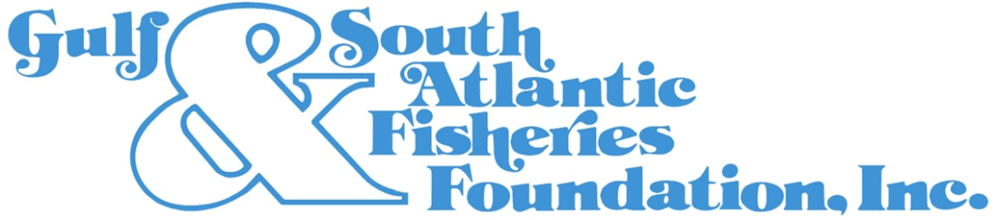 Gulf & South
Atlantic
Fisheries
Foundation, Inc.